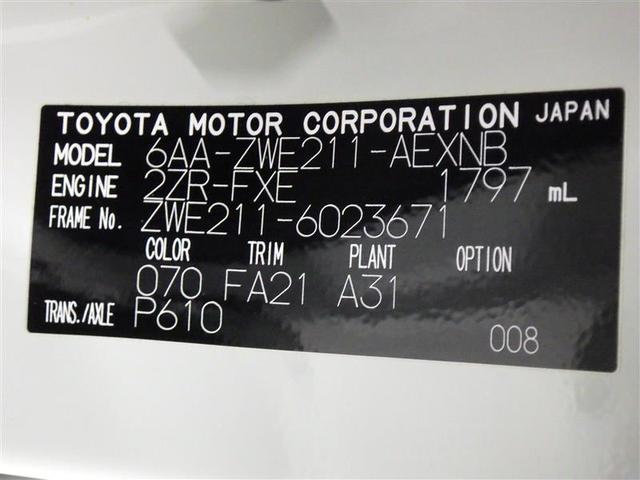 TOYOTA MOTOR CORPORATION JAPAN
MODEL 6AA-ZWE211-AEXNB
ENGINE 2ZR-FXE 1797 mL
FRAME No. ZWE211-6023671
COLOR TRIM PLANT OPTION
070 FA21 A31
TRANS./AXLE P610
008